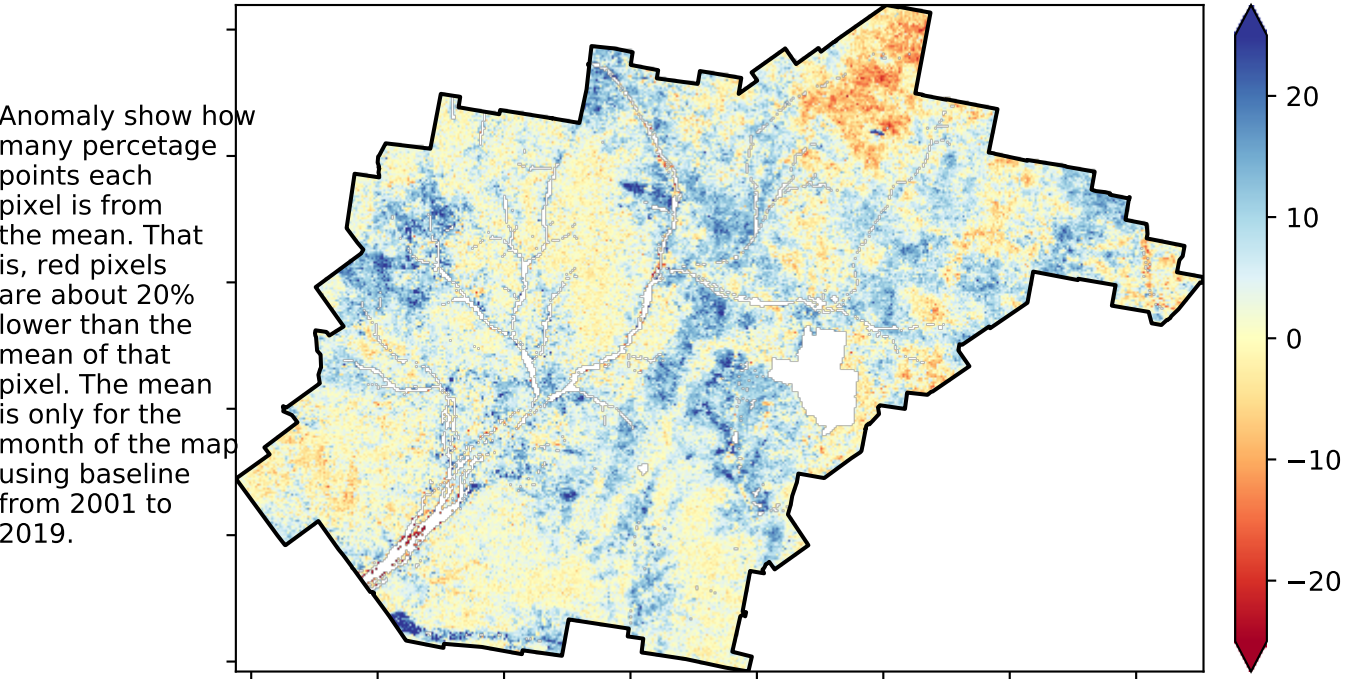 Anomaly show how
many percetage
points each
pixel is from
the mean. That
is, red pixels
are about 20%
lower than the
mean of that
pixel. The mean
is only for the
month of the map
using baseline
from 2001 to
2019.
20
10
0
−10
−20